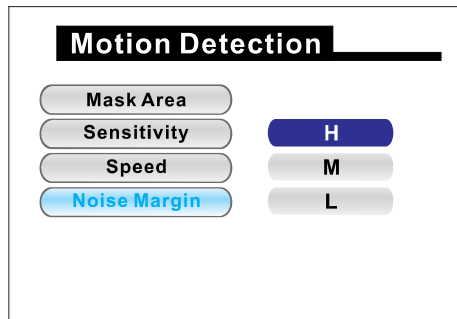 Motion Detection
Mask Area
Sensitivity H
Speed M
Noise Margin L